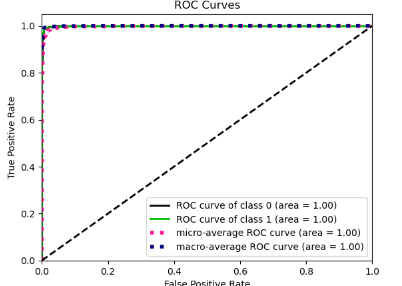 ROC Curves
True Positive Rate
1.0
0.8
0.6
0.4
0.2
0.0
ROC curve of class 0 (area = 1.00)
ROC curve of class 1 (area = 1.00)
micro-average ROC curve (area = 1.00)
macro-average ROC curve (area = 1.00)
0.0 0.2 0.4 0.6 0.8 1.0
False Positive Rate